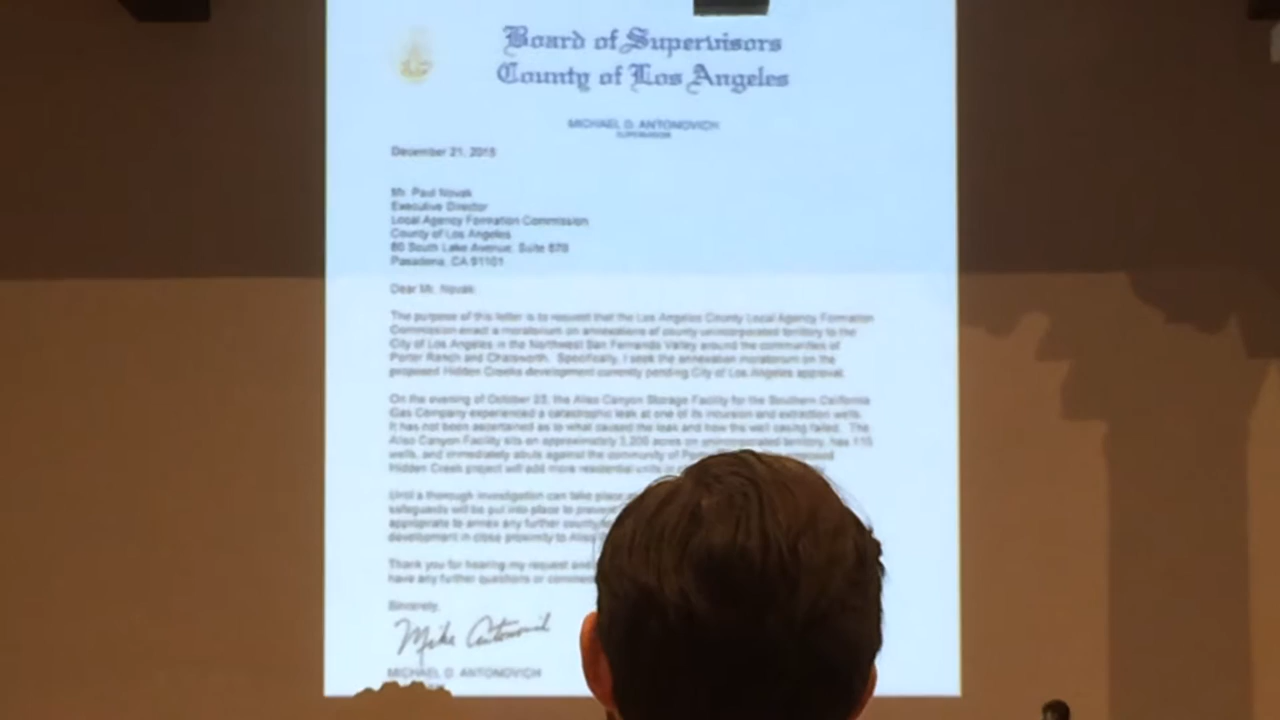 Board of Supervisors
County of Los Angeles
MICHAEL D. ANTONOVICH
SUPERVISOR
December 21, 2015
Mr. Paul Novak
Executive Director
Local Agency Formation Commission
County of Los Angeles
80 South Lake Avenue, Suite 870
Pasadena, CA 91101
Dear Mr. Novak:
The purpose of this letter is to request that the Los Angeles County Local Agency Formation
Commission enact a moratorium on annexations of county unincorporated territory to the
City of Los Angeles in the Northwest San Fernando Valley around the communities of
Porter Ranch and Chatsworth. Specifically, I seek the annexation moratorium on the
proposed Hidden Creeks development currently pending City of Los Angeles approval.
On the evening of October 23, the Aliso Canyon Storage Facility for the Southern California
Gas Company experienced a catastrophic leak at one of its incursion and extraction wells.
It has not been ascertained as to what caused the leak and how the well casing failed. The
Aliso Canyon Facility sits on approximately 3,200 acres on unincorporated territory, has 115
wells, and immediately abuts against the community of
Hidden Creek project will add more residential units in
Until a thorough investigation can take place
safeguards will be put into place to prevent
appropriate to annex any further county
development in close proximity to Aliso
Thank you for hearing my request and
have any further questions or
Sincerely,
Mike Antonovich
MICHAEL D. ANTONOVICH